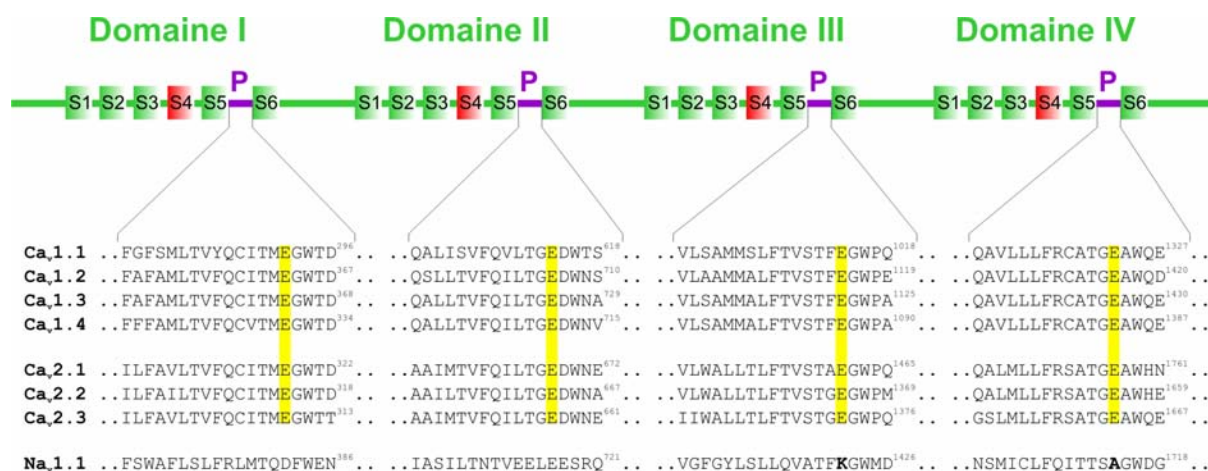 Domaine I Domaine II Domaine III Domaine IV
P P P P
S1 S2 S3 S4 S5 S6 S1 S2 S3 S4 S5 S6 S1 S2 S3 S4 S5 S6 S1 S2 S3 S4 S5 S6
Cav1.1 ..FGFSMLTVYQCITMEGWTD296 .. ..QALISVFQVLTGEDWTS618 .. ..VLSAMMSLFTVSTFEGWPQ1018 .. ..QAVLLLFRCATGEAWQE1327 ..
Cav1.2 ..FAFAMLTVFQCITMEGWTD367 .. ..QSLLTVFQILTGEDWNS710 .. ..VLAAMMALFTVSTFEGWPE1119 .. ..QAVLLLFRCATGEAWQD1420 ..
Cav1.3 ..FAFAMLTVFQCITMEGWTD368 .. ..QCLLTVFQILTGEDWNA729 .. ..VLSAMMALFTVSTFEGWPA1125 .. ..QAVLLLFRCATGEAWQE1430 ..
Cav1.4 ..FFFAMLTVFQCVTMEGWTD334 .. ..QALLTVFQILTGEDWNV715 .. ..VLSAMMALFTVSTFEGWPA1090 .. ..QAVLLLFRCATGEAWQE1387 ..
Cav2.1 ..ILFAVLTVFQCITMEGWTD322 .. ..AAIMTVFQILTGEDWNE672 .. ..VLWALLTLFTVSTAEGWPQ1465 .. ..QALMLLFRSATGEAWHN1761 ..
Cav2.2 ..ILFAILTVFQCITMEGWTD318 .. ..AAILTVFQILTGEDWNA667 .. ..VLWALLTLFTVSTGEGWPM1369 .. ..QALMLLFRSATGEAWHE1659 ..
Cav2.3 ..ILFAVLTVFQCITMEGWTT313 .. ..AAIMTVFQILTGEDWNE661 .. ..IIWALLTLFTVSTGEGWPQ1376 .. ..GSLMLLFRSATGEAWQE1667 ..
Nav1.1 ..FSWAFLSLFRLMTQDFWEN386 .. ..IASILTNTVEELEESRQ721 .. ..VGFGYLSLLQVATFKGWMD1426 .. ..NSMICLFQITTSAGWDG1718 ..